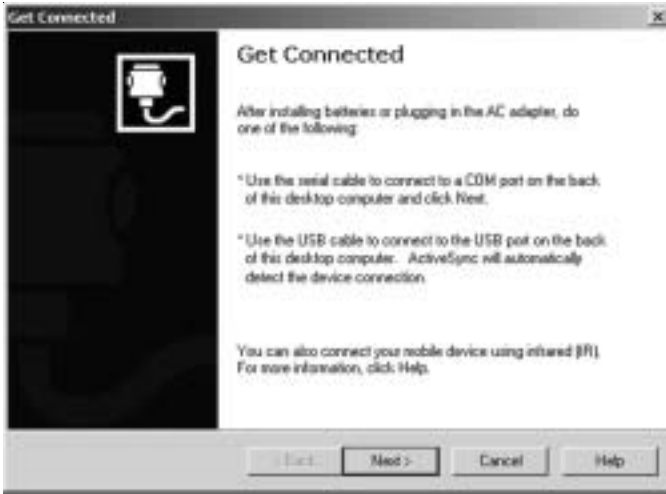 Get Connected
Get Connected
After installing batteries or plugging in the AC adapter, do
one of the following:
* Use the serial cable to connect to a COM port on the back
of this desktop computer and click Next.
* Use the USB cable to connect to the USB port on the back
of this desktop computer. ActiveSync will automatically
detect the device connection.
You can also connect your mobile device using infrared (IR).
For more information, click Help.
< Back Next > Cancel Help